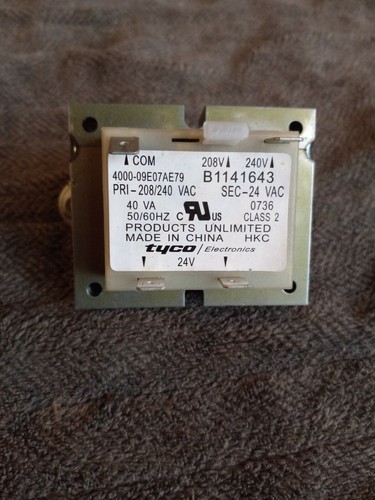 COM 208V 240V
4000-09E07AE79 B1141643
PRI-208/240 VAC SEC-24 VAC
40 VA 0736
50/60HZ C RU US CLASS 2
PRODUCTS UNLIMITED
MADE IN CHINA HKC
tyco / Electronics
24V